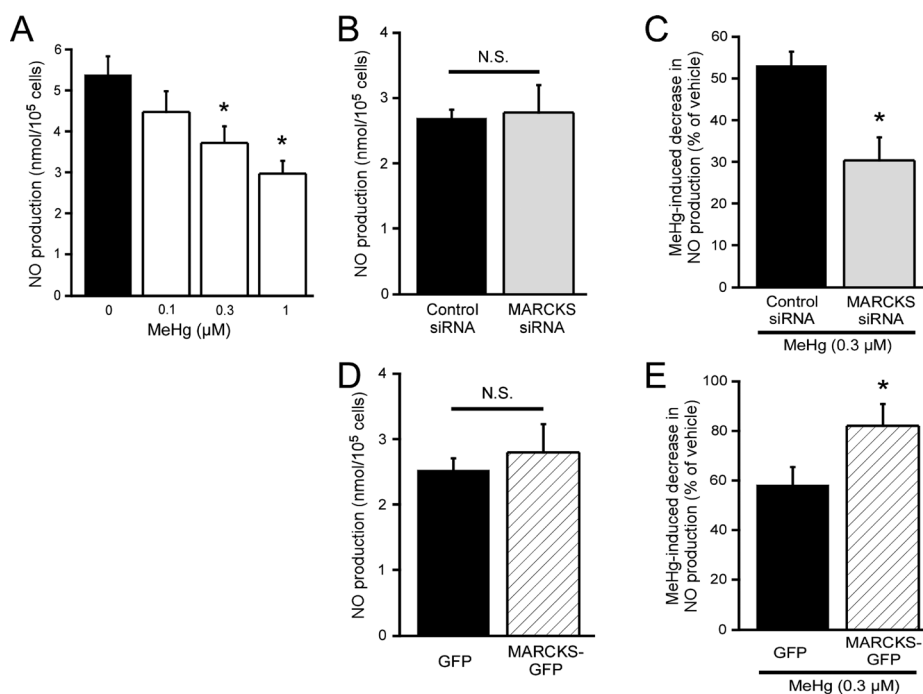 A
NO production (nmol/10⁵ cells)
6
5
4
3
2
1
0
*
*
0
0.1
0.3
1
MeHg (µM)
B
NO production (nmol/10⁵ cells)
4
3
2
1
0
N.S.
Control
siRNA
MARCKS
siRNA
C
MeHg-induced decrease in
NO production (% of vehicle)
60
50
40
30
20
10
0
*
Control
siRNA
MARCKS
siRNA
MeHg (0.3 µM)
D
NO production (nmol/10⁵ cells)
4
3
2
1
0
N.S.
GFP
MARCKS-
GFP
E
MeHg-induced decrease in
NO production (% of vehicle)
100
80
60
40
20
0
*
GFP
MARCKS-
GFP
MeHg (0.3 µM)